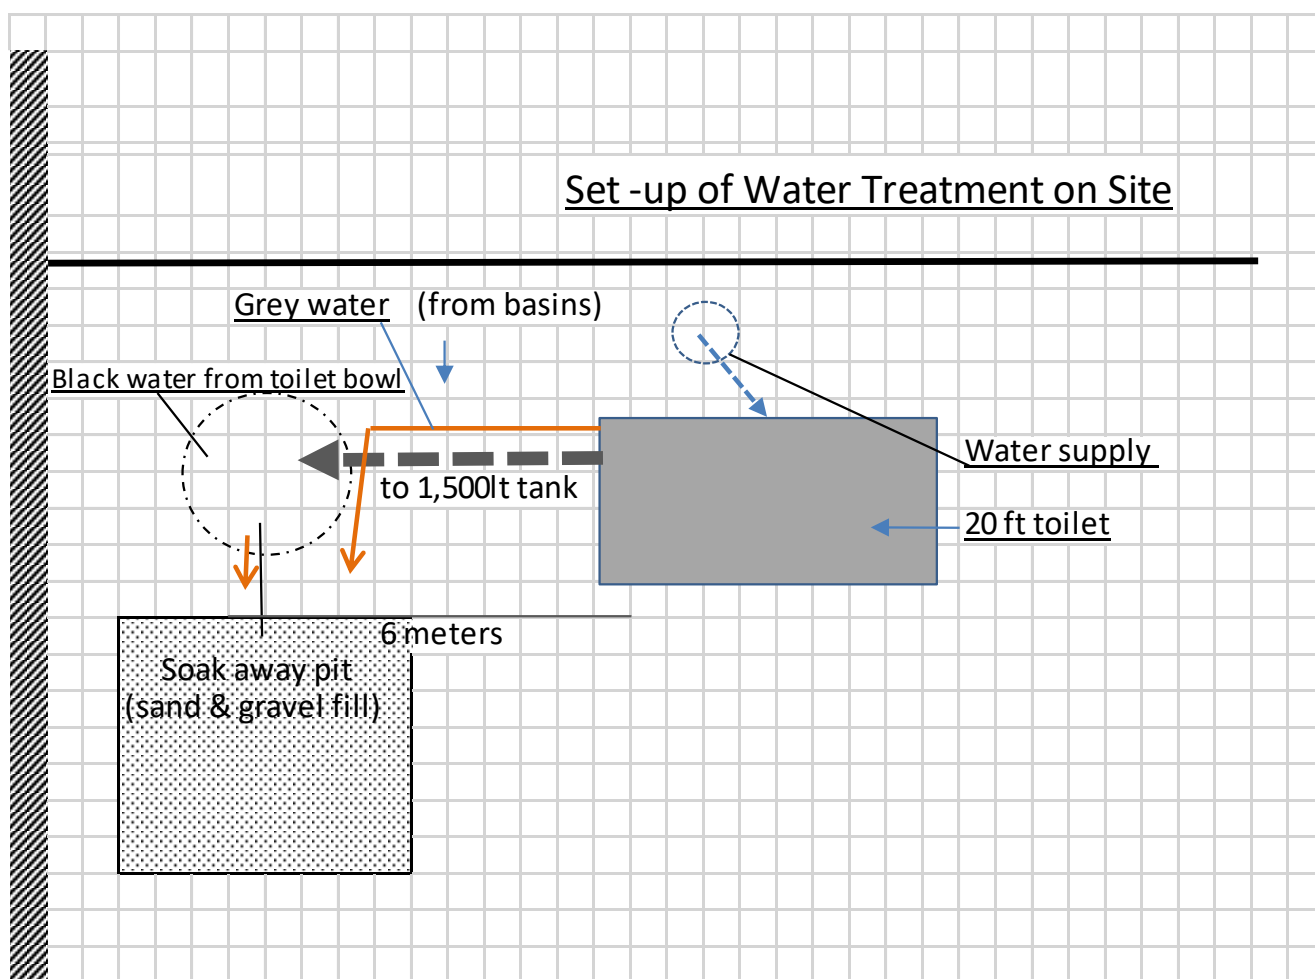 Set -up of Water Treatment on Site
Grey water (from basins)
Black water from toilet bowl
to 1,500lt tank
Water supply
20 ft toilet
6 meters
Soak away pit
(sand & gravel fill)